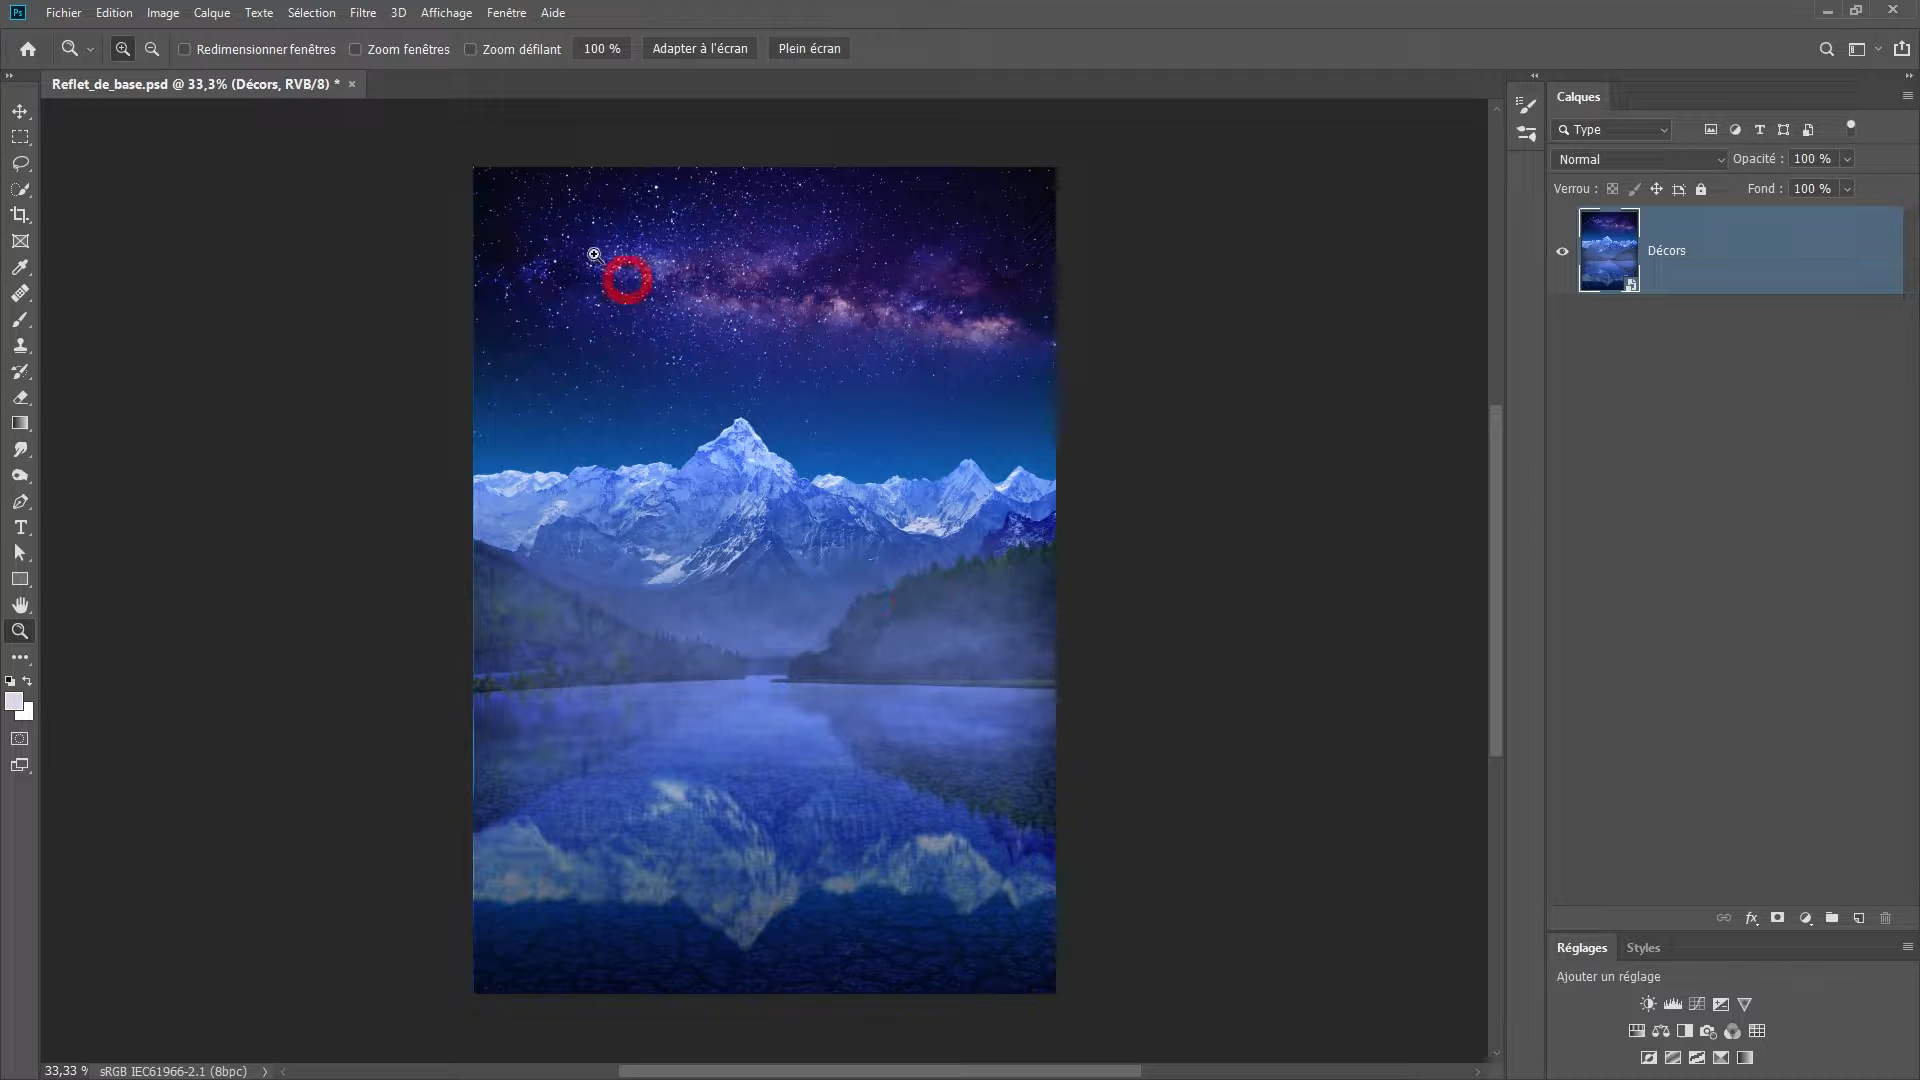 Ps Fichier Edition Image Calque Texte Sélection Filtre 3D Affichage Fenêtre Aide
Redimensionner fenêtres Zoom fenêtres Zoom défilant 100 % Adapter à l'écran Plein écran
Reflet_de_base.psd @ 33,3% (Décors, RVB/8) * ×
Calques
Type
Normal Opacité : 100 %
Verrou : Fond : 100 %
Décors
fx
Réglages Styles
Ajouter un réglage
33,33 % sRGB IEC61966-2.1 (8bpc)